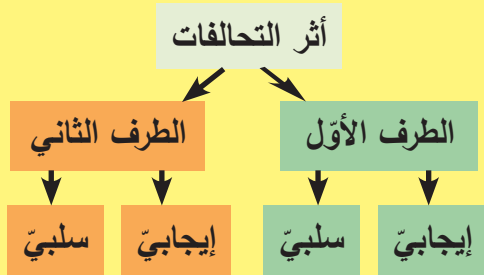 أثر التحالفات
الطرف الأوّل
الطرف الثاني
إيجابيّ
سلبيّ
إيجابيّ
سلبيّ